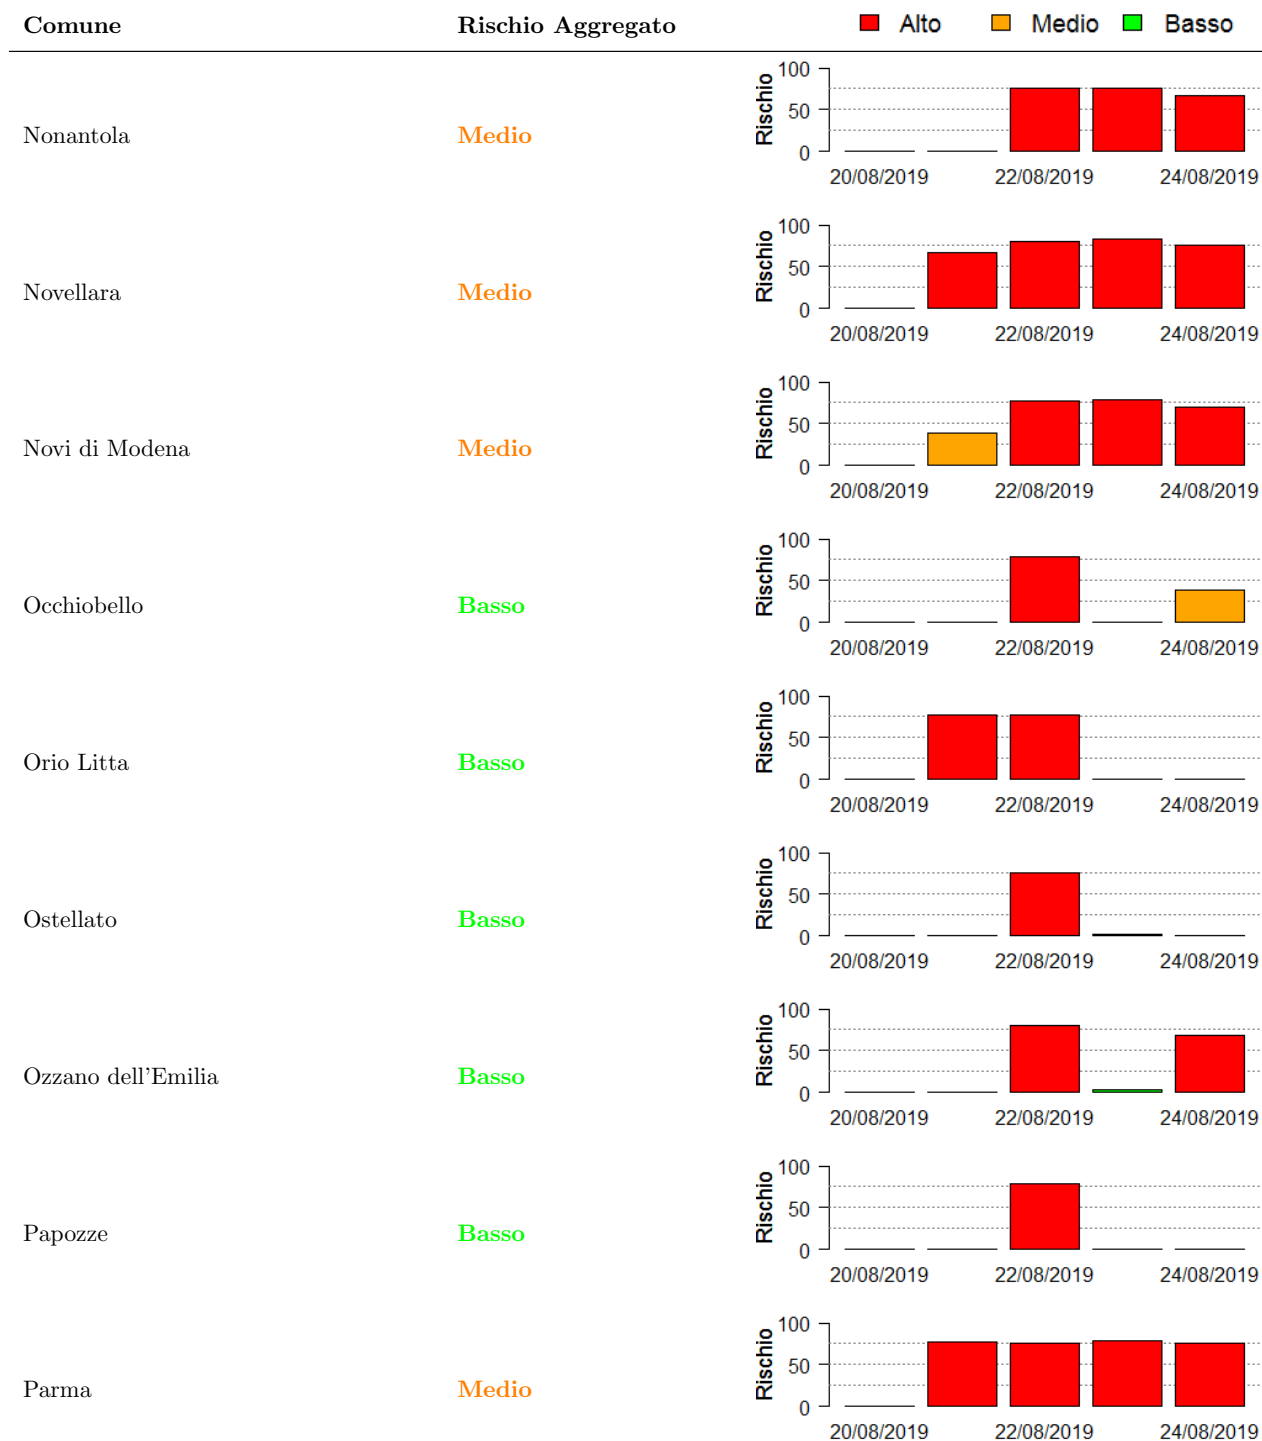 Comune Rischio Aggregato Alto Medio Basso
Nonantola Medio
Rischio
100
50
0
20/08/2019 22/08/2019 24/08/2019
Novellara Medio
Rischio
100
50
0
20/08/2019 22/08/2019 24/08/2019
Novi di Modena Medio
Rischio
100
50
0
20/08/2019 22/08/2019 24/08/2019
Occhiobello Basso
Rischio
100
50
0
20/08/2019 22/08/2019 24/08/2019
Orio Litta Basso
Rischio
100
50
0
20/08/2019 22/08/2019 24/08/2019
Ostellato Basso
Rischio
100
50
0
20/08/2019 22/08/2019 24/08/2019
Ozzano dell'Emilia Basso
Rischio
100
50
0
20/08/2019 22/08/2019 24/08/2019
Papozze Basso
Rischio
100
50
0
20/08/2019 22/08/2019 24/08/2019
Parma Medio
Rischio
100
50
0
20/08/2019 22/08/2019 24/08/2019